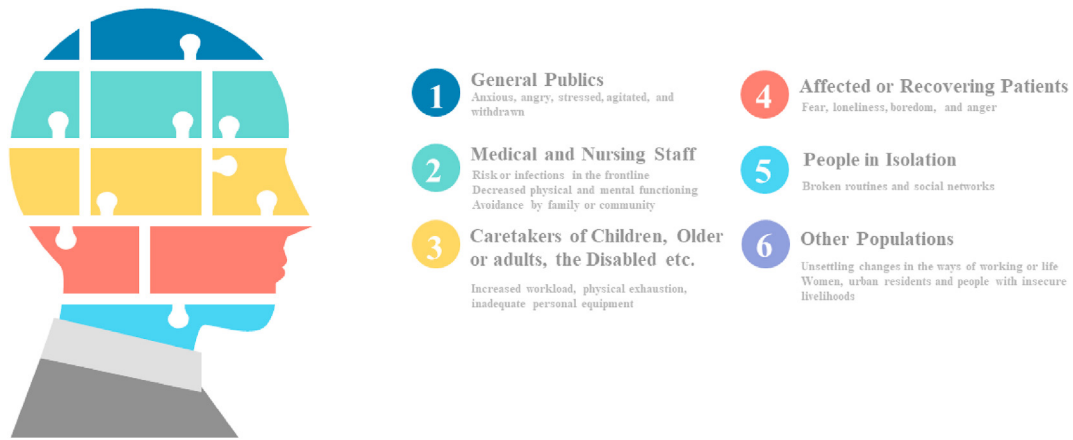 1
General Publics
Anxious, angry, stressed, agitated, and
withdrawn
2
Medical and Nursing Staff
Risk or infections in the frontline
Decreased physical and mental functioning
Avoidance by family or community
3
Caretakers of Children, Older
or adults, the Disabled etc.
Increased workload, physical exhaustion,
inadequate personal equipment
4
Affected or Recovering Patients
Fear, loneliness, boredom, and anger
5
People in Isolation
Broken routines and social networks
6
Other Populations
Unsettling changes in the ways of working or life
Women, urban residents and people with insecure
livelihoods